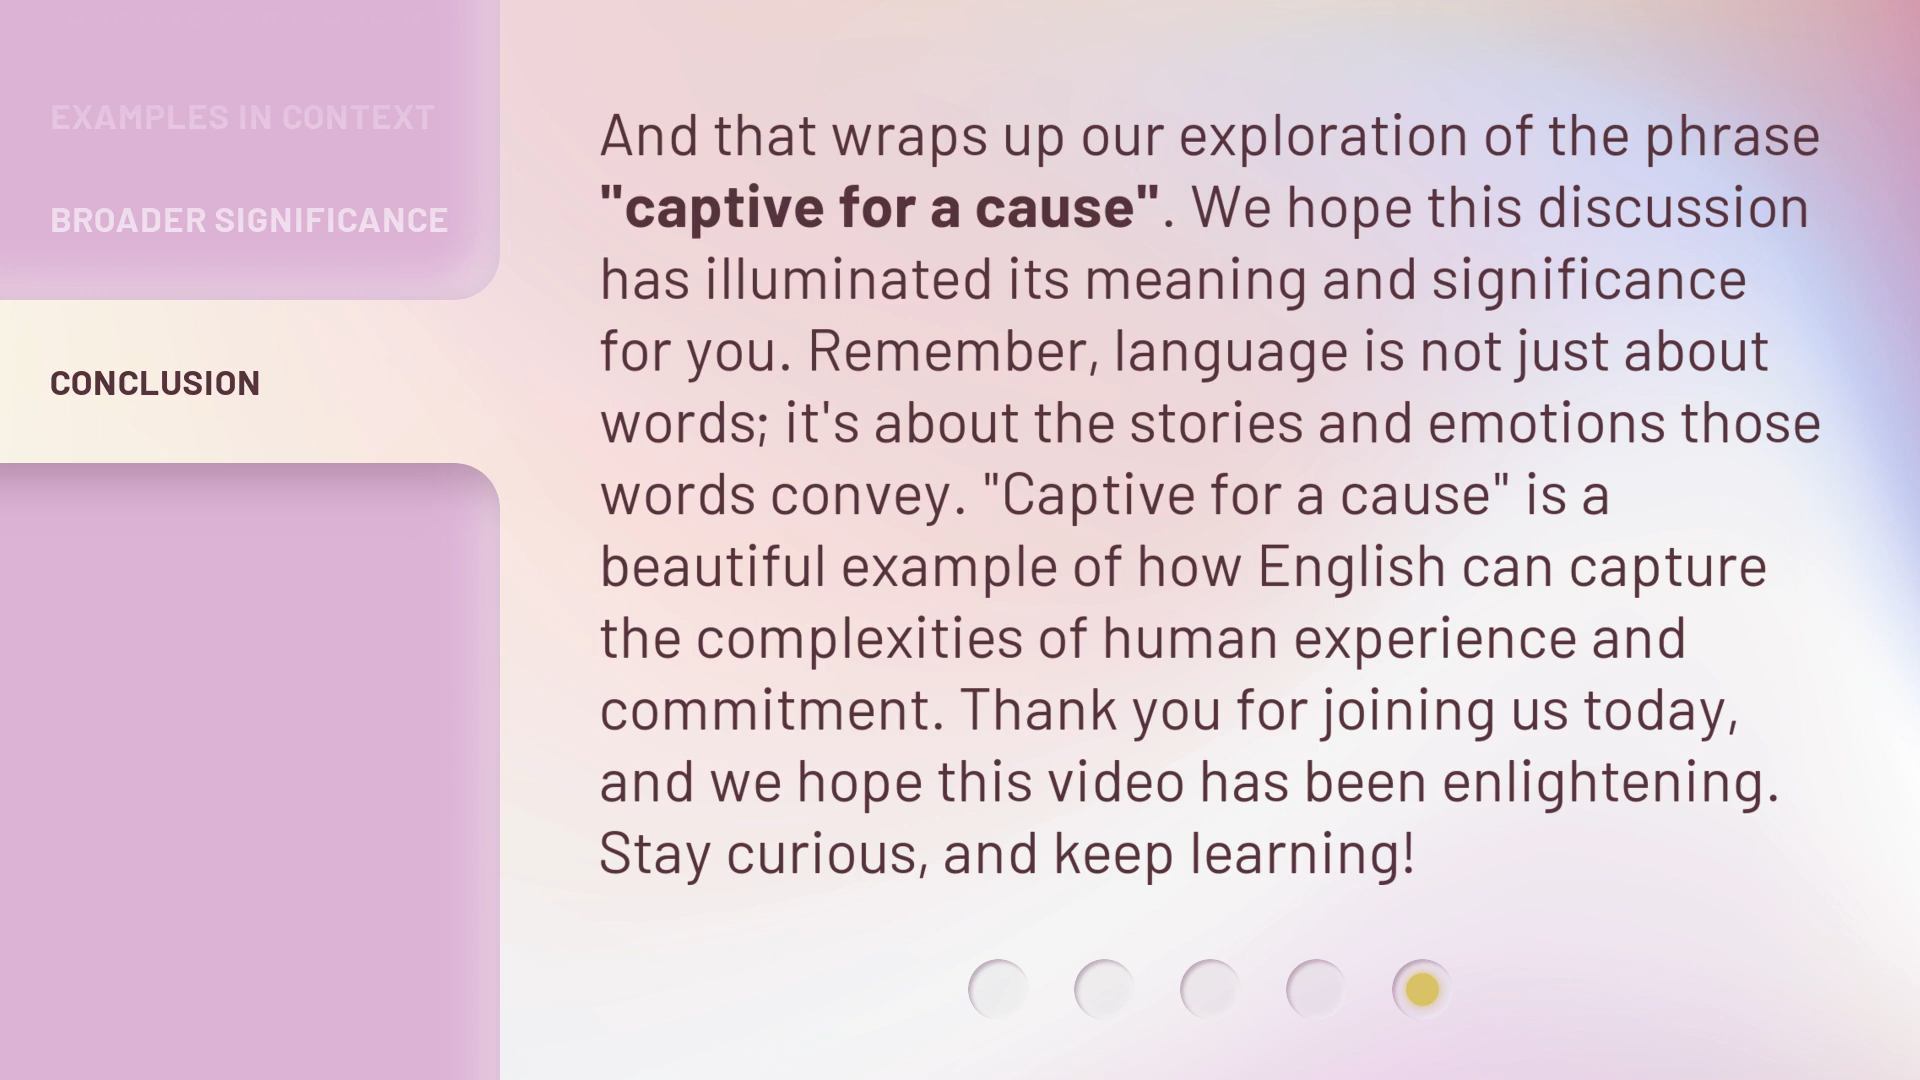 EXAMPLES IN CONTEXT
BROADER SIGNIFICANCE
CONCLUSION
And that wraps up our exploration of the phrase
"captive for a cause". We hope this discussion
has illuminated its meaning and significance
for you. Remember, language is not just about
words; it's about the stories and emotions those
words convey. "Captive for a cause" is a
beautiful example of how English can capture
the complexities of human experience and
commitment. Thank you for joining us today,
and we hope this video has been enlightening.
Stay curious, and keep learning!